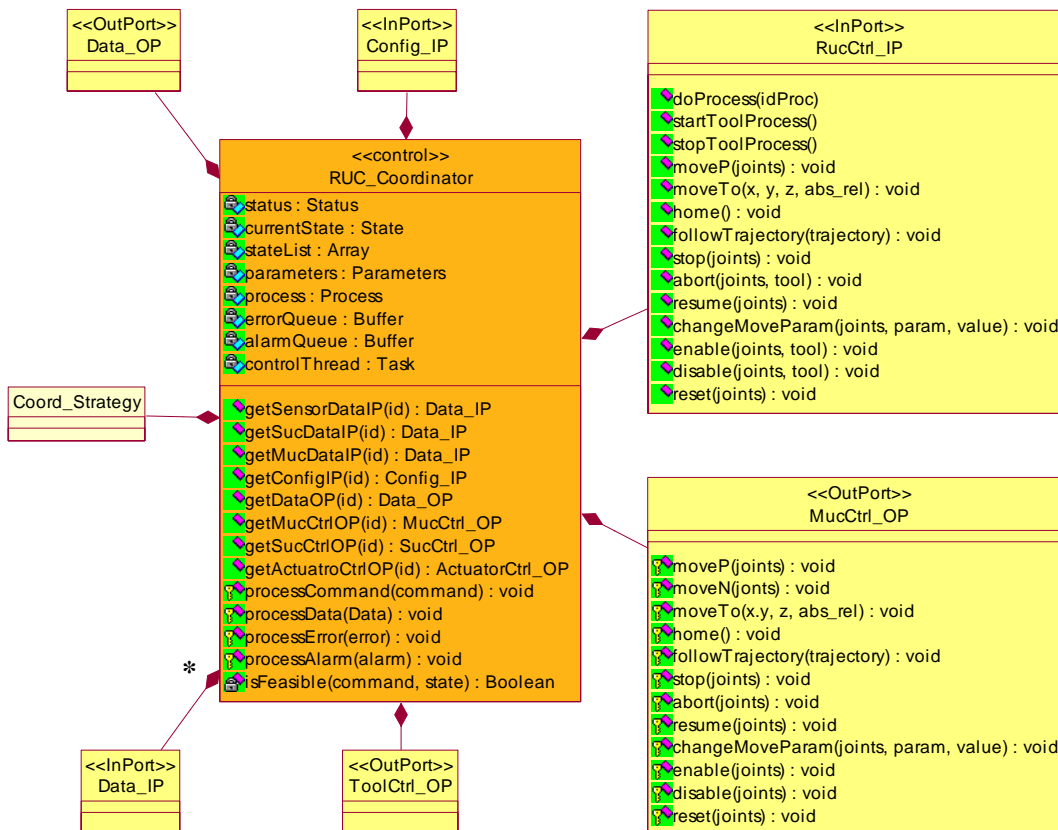 <<OutPort>>
Data_OP
<<InPort>>
Config_IP
<<InPort>>
RucCtrl_IP
doProcess(idProc)
startToolProcess()
stopToolProcess()
moveP(joints) : void
moveTo(x, y, z, abs_rel) : void
home() : void
followTrajectory(trajectory) : void
stop(joints) : void
abort(joints, tool) : void
resume(joints) : void
changeMoveParam(joints, param, value) : void
enable(joints, tool) : void
disable(joints, tool) : void
reset(joints) : void
<<control>>
RUC_Coordinator
status : Status
currentState : State
stateList : Array
parameters : Parameters
process : Process
errorQueue : Buffer
alarmQueue : Buffer
controlThread : Task
getSensorDataIP(id) : Data_IP
getSucDataIP(id) : Data_IP
getMucDataIP(id) : Data_IP
getConfigIP(id) : Config_IP
getDataOP(id) : Data_OP
getMucCtrlOP(id) : MucCtrl_OP
getSucCtrlOP(id) : SucCtrl_OP
getActuatroCtrlOP(id) : ActuatorCtrl_OP
processCommand(command) : void
processData(Data) : void
processError(error) : void
processAlarm(alarm) : void
isFeasible(command, state) : Boolean
Coord_Strategy
*
<<InPort>>
Data_IP
<<OutPort>>
ToolCtrl_OP
<<OutPort>>
MucCtrl_OP
moveP(joints) : void
moveN(jonts) : void
moveTo(x.y, z, abs_rel) : void
home() : void
followTrajectory(trajectory) : void
stop(joints) : void
abort(joints) : void
resume(joints) : void
changeMoveParam(joints, param, value) : void
enable(joints) : void
disable(joints) : void
reset(joints) : void